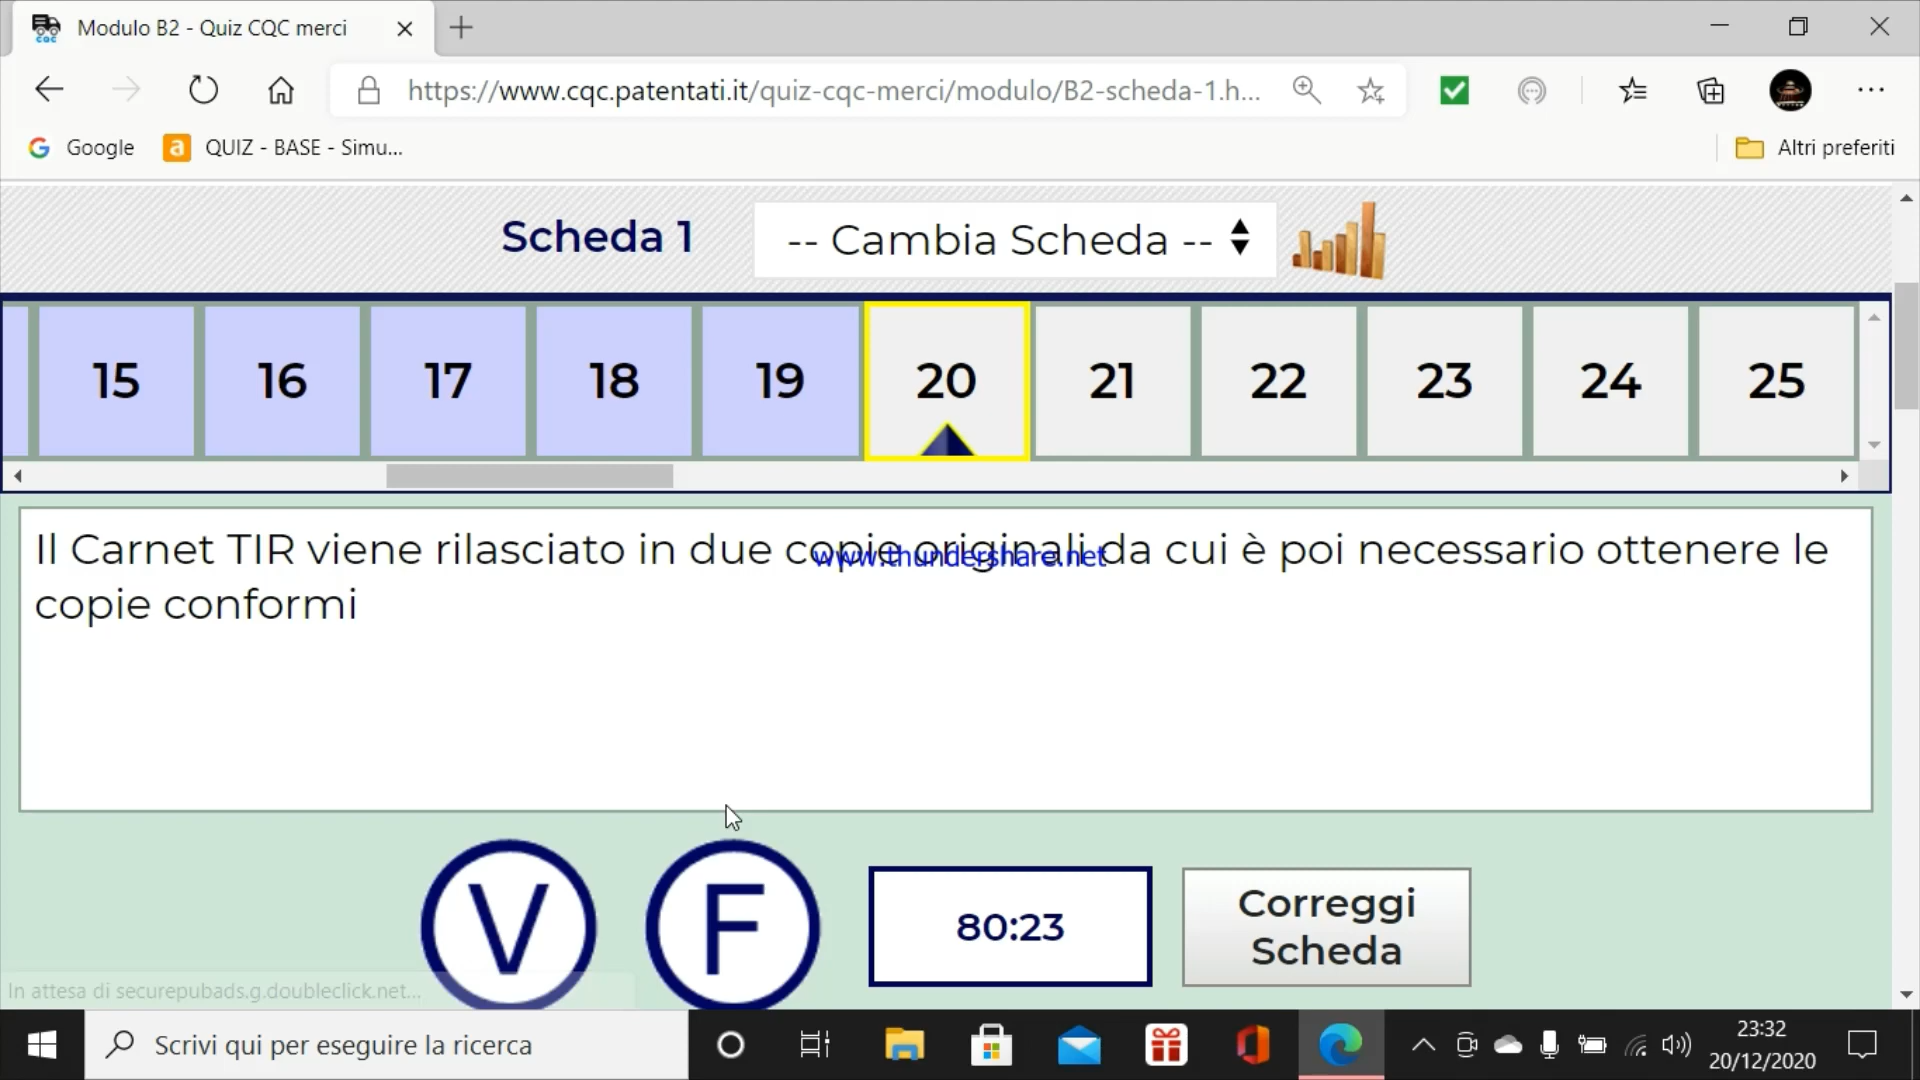 Modulo B2 - Quiz CQC merci
https://www.cqc.patentati.it/quiz-cqc-merci/modulo/B2-scheda-1.h...
Google
QUIZ - BASE - Simu...
Altri preferiti
Scheda 1
-- Cambia Scheda --
15 16 17 18 19 20 21 22 23 24 25
Il Carnet TIR viene rilasciato in due copie originali da cui è poi necessario ottenere le
copie conformi
www.thundershare.net
V
F
80:23
Correggi
Scheda
In attesa di securepubads.g.doubleclick.net...
Scrivi qui per eseguire la ricerca
23:32
20/12/2020